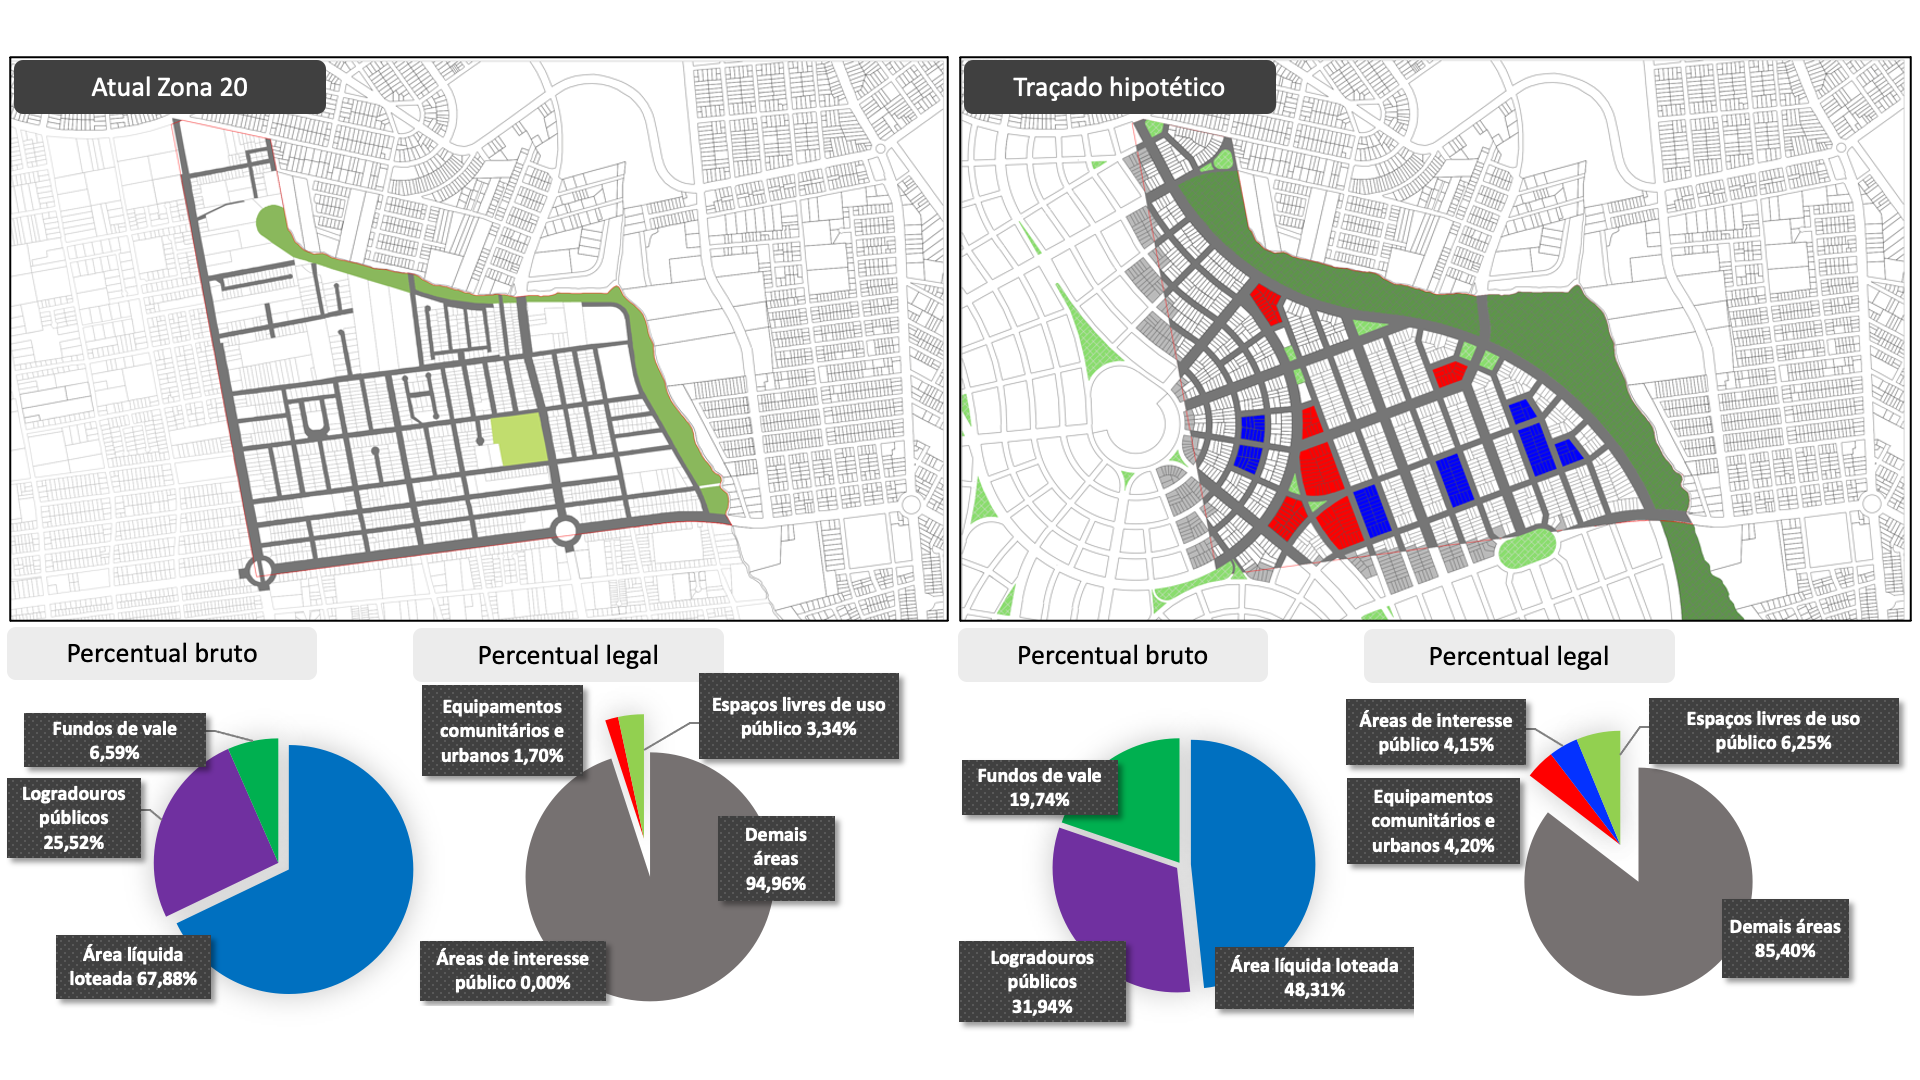 Atual Zona 20
Traçado hipotético
Percentual bruto
Percentual legal
Fundos de vale
6,59%
Logradouros
públicos
25,52%
Área líquida
loteada 67,88%
Equipamentos
comunitários e
urbanos 1,70%
Espaços livres de uso
público 3,34%
Demais
áreas
94,96%
Áreas de interesse
público 0,00%
Percentual bruto
Percentual legal
Fundos de vale
19,74%
Logradouros
públicos
31,94%
Área líquida loteada
48,31%
Áreas de interesse
público 4,15%
Espaços livres de uso
público 6,25%
Equipamentos
comunitários e
urbanos 4,20%
Demais áreas
85,40%